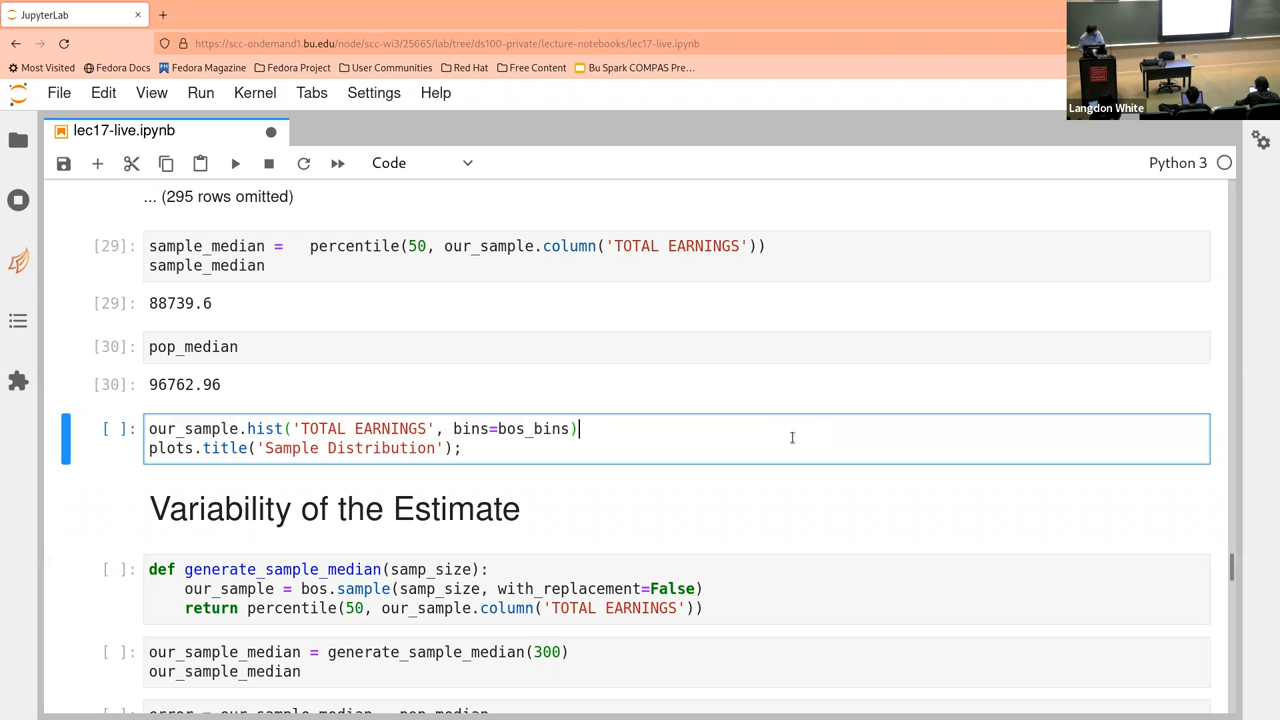 JupyterLab
https://scc-ondemand1.bu.edu/node/scc-wi3/25665/lab/tree/ds100-private/lecture-notebooks/lec17-live.ipynb
Most Visited Fedora Docs Fedora Magazine Fedora Project User Communities Red Hat Free Content Bu Spark COMPAS Pre...
Langdon White
File Edit View Run Kernel Tabs Settings Help
lec17-live.ipynb
Code Python 3
... (295 rows omitted)
[29]: sample_median =   percentile(50, our_sample.column('TOTAL EARNINGS'))
sample_median
[29]: 88739.6
[30]: pop_median
[30]: 96762.96
[ ]: our_sample.hist('TOTAL EARNINGS', bins=bos_bins)
plots.title('Sample Distribution');
Variability of the Estimate
[ ]: def generate_sample_median(samp_size):
    our_sample = bos.sample(samp_size, with_replacement=False)
    return percentile(50, our_sample.column('TOTAL EARNINGS'))
[ ]: our_sample_median = generate_sample_median(300)
our_sample_median
[ ]: error = our_sample_median - pop_median